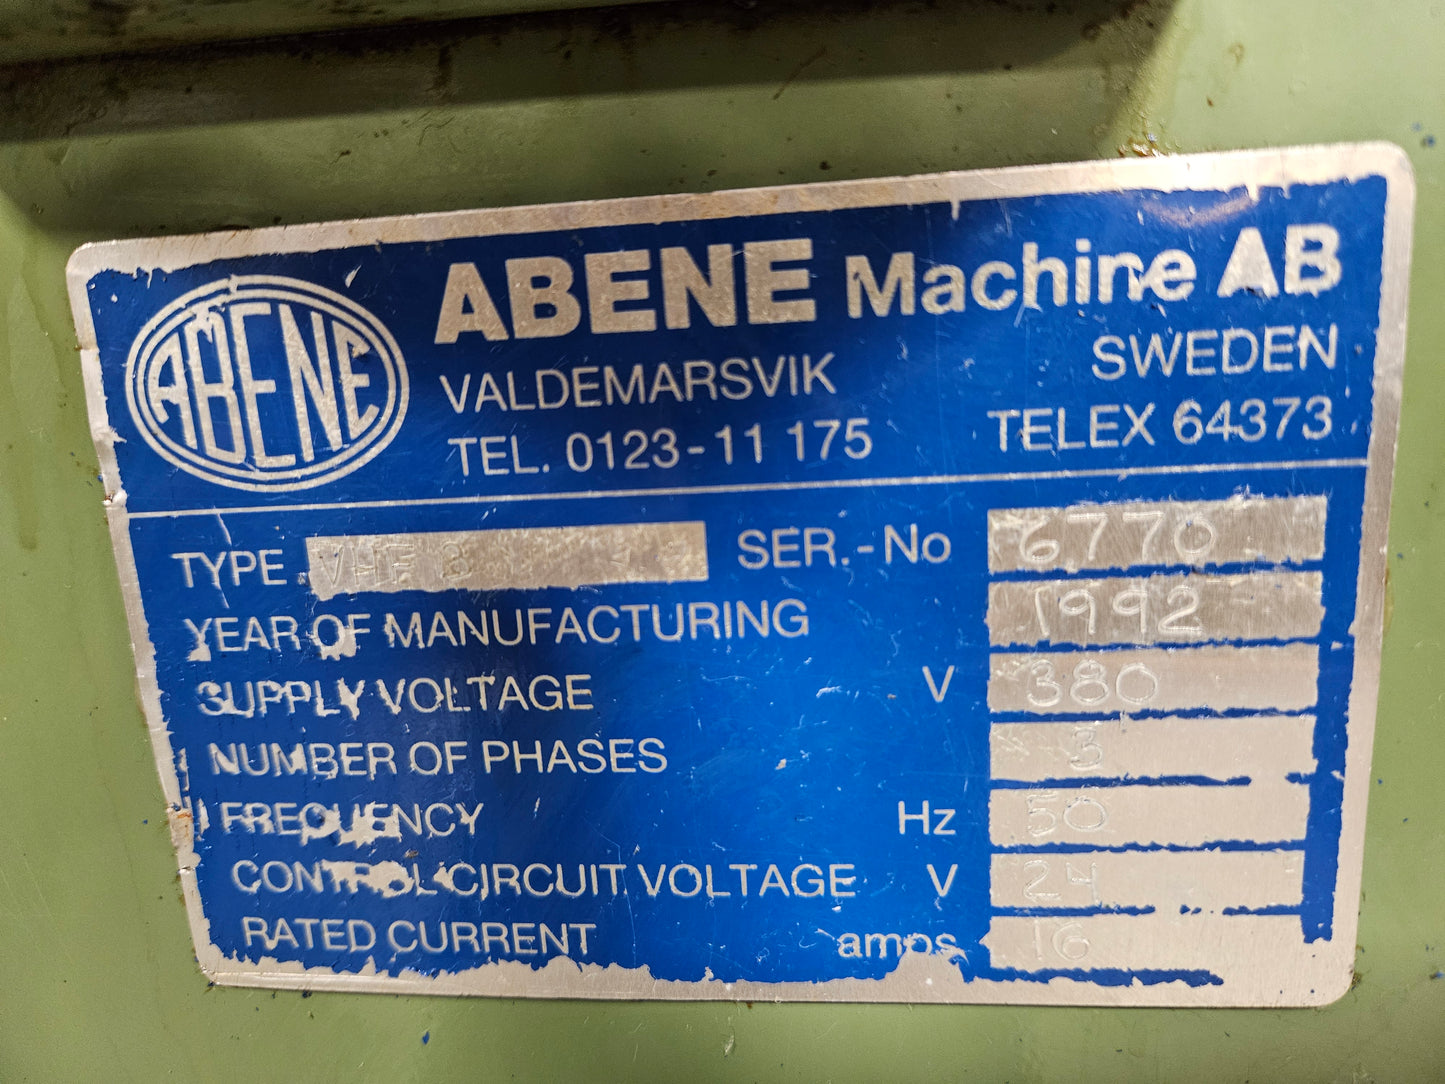 ABENE
ABENE Machine AB
VALDEMARSVIK SWEDEN
TEL. 0123-11 175 TELEX 64373
TYPE VHF 3 SER.-No 6770
YEAR OF MANUFACTURING 1992
SUPPLY VOLTAGE V 380
NUMBER OF PHASES 3
FREQUENCY Hz 50
CONTROL CIRCUIT VOLTAGE V 24
RATED CURRENT amps 16